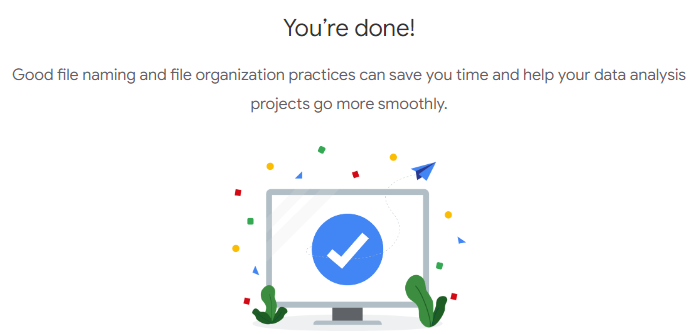 You’re done!
Good file naming and file organization practices can save you time and help your data analysis
projects go more smoothly.